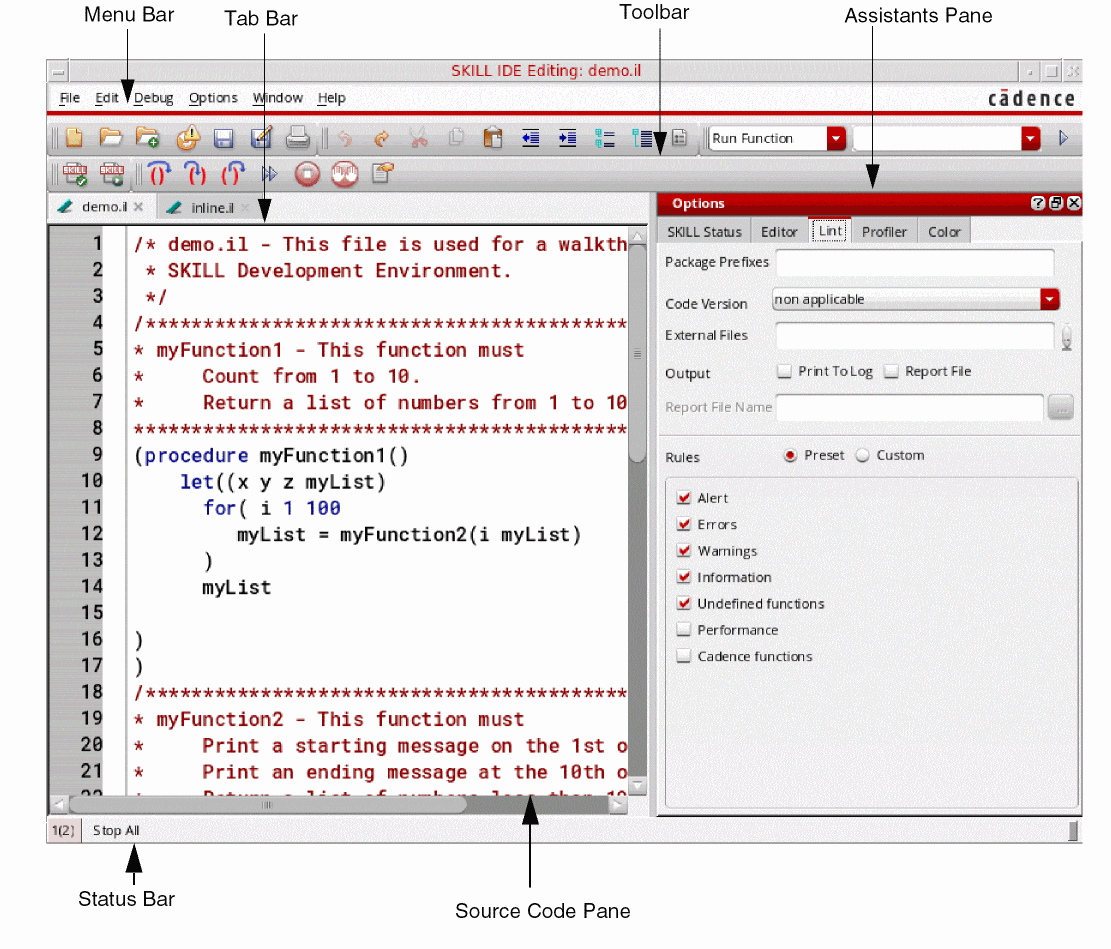 Menu Bar
Tab Bar
Toolbar
Assistants Pane
SKILL IDE Editing: demo.il
File Edit Debug Options Window Help
cādence
Run Function
SKILL SKILL
demo.il inline.il
1 /* demo.il - This file is used for a walkth
2 * SKILL Development Environment.
3 */
4 /******************************************
5 * myFunction1 - This function must
6 * Count from 1 to 10.
7 * Return a list of numbers from 1 to 10
8 *******************************************
9 (procedure myFunction1()
10 let((x y z myList)
11 for( i 1 100
12 myList = myFunction2(i myList)
13 )
14 myList
15
16 )
17 )
18 /******************************************
19 * myFunction2 - This function must
20 * Print a starting message on the 1st o
21 * Print an ending message at the 10th o
22 * Return a list of numbers less than 10
Options
SKILL Status Editor Lint Profiler Color
Package Prefixes
Code Version non applicable
External Files
Output Print To Log Report File
Report File Name ...
Rules Preset Custom
Alert
Errors
Warnings
Information
Undefined functions
Performance
Cadence functions
1(2) Stop All
Status Bar
Source Code Pane